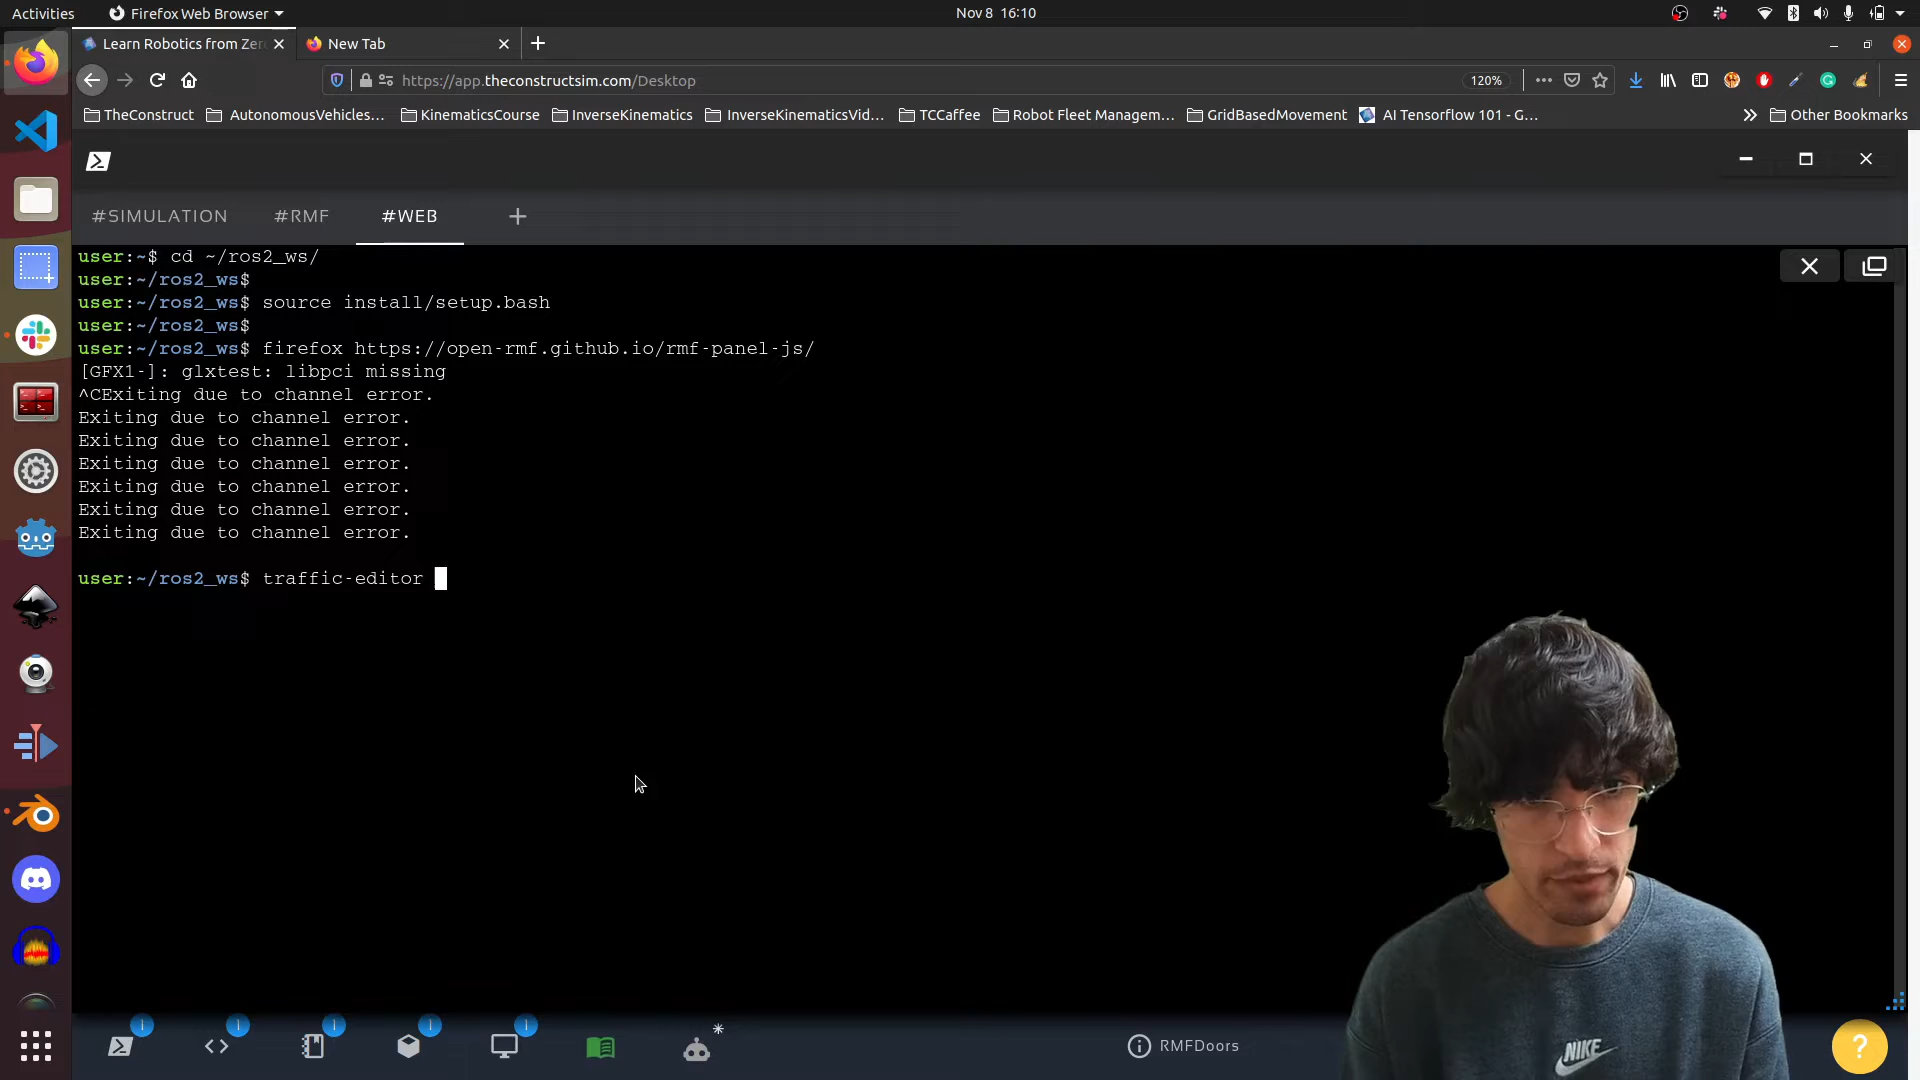 Activities
Firefox Web Browser
Nov 8 16:10
Learn Robotics from Zer
New Tab
https://app.theconstructsim.com/Desktop
120%
TheConstruct
AutonomousVehicles…
KinematicsCourse
InverseKinematics
InverseKinematicsVid…
TCCaffee
Robot Fleet Managem…
GridBasedMovement
AI Tensorflow 101 - G…
Other Bookmarks
#SIMULATION
#RMF
#WEB
user:~$ cd ~/ros2_ws/
user:~/ros2_ws$
user:~/ros2_ws$ source install/setup.bash
user:~/ros2_ws$
user:~/ros2_ws$ firefox https://open-rmf.github.io/rmf-panel-js/
[GFX1-]: glxtest: libpci missing
^CExiting due to channel error.
Exiting due to channel error.
Exiting due to channel error.
Exiting due to channel error.
Exiting due to channel error.
Exiting due to channel error.
Exiting due to channel error.
user:~/ros2_ws$ traffic-editor
RMFDoors
NIKE
?